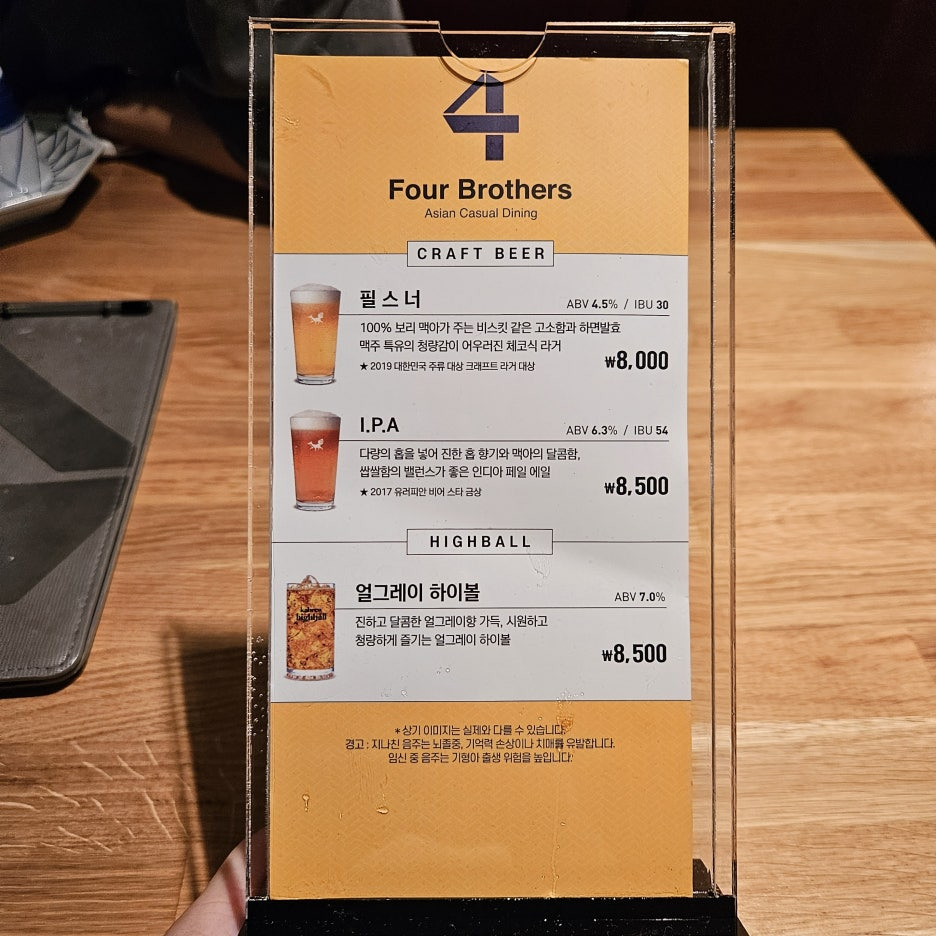 4
Four Brothers
Asian Casual Dining
CRAFT BEER
필스너
ABV 4.5% / IBU 30
100% 보리 맥아가 주는 비스킷 같은 고소함과 하면발효
맥주 특유의 청량감이 어우러진 체코식 라거
★ 2019 대한민국 주류 대상 크래프트 라거 대상
₩8,000
I.P.A
ABV 6.3% / IBU 54
다량의 홉을 넣어 진한 홉 향기와 맥아의 달콤함,
쌉쌀함의 밸런스가 좋은 인디아 페일 에일
★ 2017 유러피안 비어 스타 금상
₩8,500
HIGHBALL
얼그레이 하이볼
ABV 7.0%
highball
진하고 달콤한 얼그레이향 가득, 시원하고
청량하게 즐기는 얼그레이 하이볼
₩8,500
* 상기 이미지는 실제와 다를 수 있습니다.
경고 : 지나친 음주는 뇌졸중, 기억력 손상이나 치매를 유발합니다.
임신 중 음주는 기형아 출생 위험을 높입니다.